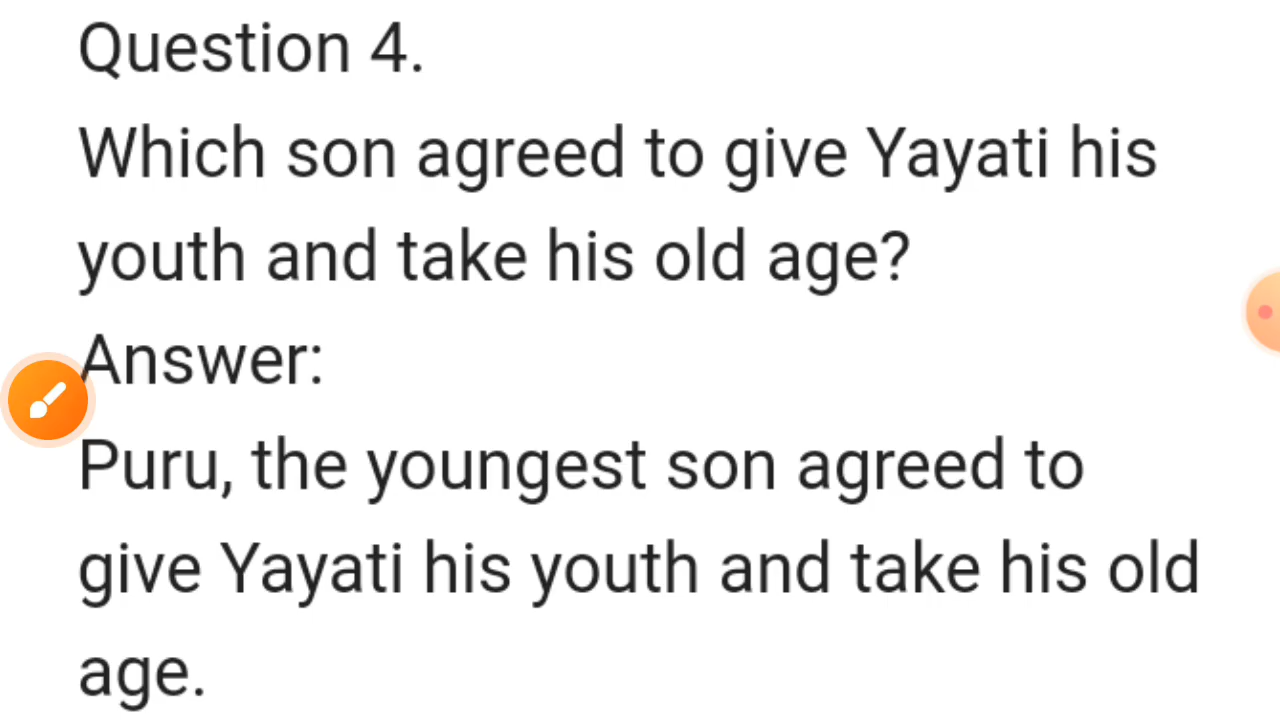 Question 4.
Which son agreed to give Yayati his
youth and take his old age?
Answer:
Puru, the youngest son agreed to
give Yayati his youth and take his old
age.